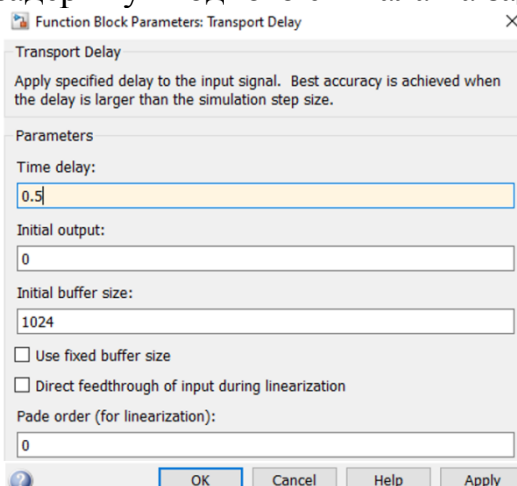 Function Block Parameters: Transport Delay
Transport Delay
Apply specified delay to the input signal. Best accuracy is achieved when
the delay is larger than the simulation step size.
Parameters
Time delay:
0.5
Initial output:
0
Initial buffer size:
1024
Use fixed buffer size
Direct feedthrough of input during linearization
Pade order (for linearization):
0
OK Cancel Help Apply